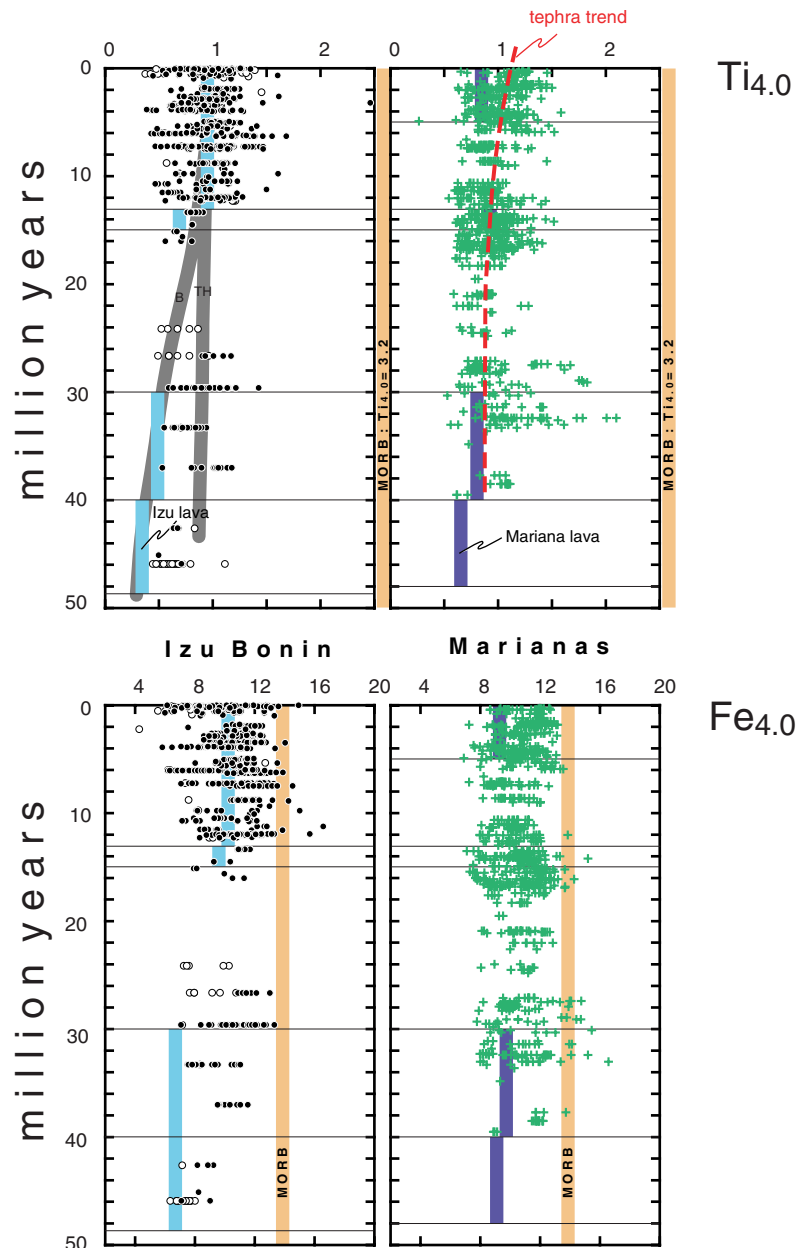 tephra trend
0 1 2 0 1 2
Ti4.0
0
10
20
30
40
50
million years
B TH
Izu lava
Mariana lava
MORB: Ti4.0= 3.2
MORB: Ti4.0= 3.2
Izu Bonin Marianas
4 8 12 16 20 4 8 12 16 20
Fe4.0
0
10
20
30
40
50
million years
MORB
MORB